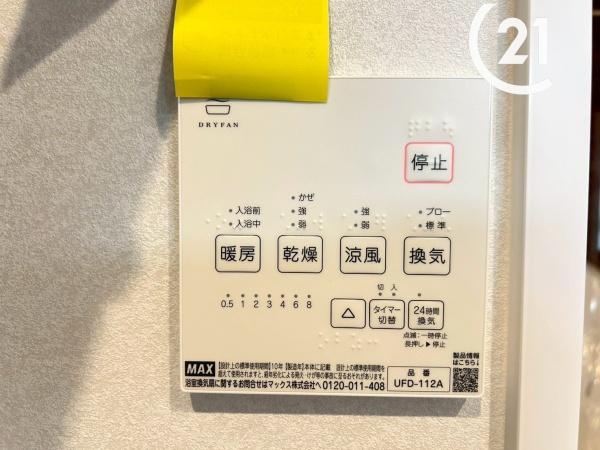 21
DRYFAN
停止
入浴前 かぜ 強 強 ブロー
入浴中 弱 弱 標準
暖房 乾燥 涼風 換気
0.5 1 2 3 4 6 8
切 入
△ タイマー切替 24時間換気
点滅:一時停止
長押し▶停止
製品情報はこちら↓
MAX 【設計上の標準使用期間】10年 【製造年】本体に記載 設計上の標準使用期間を
超えて使用されますと、経年劣化による発火・けが等の事故に至るおそれがあります。
浴室換気扇に関するお問合せはマックス株式会社へ 0120-011-408
品番
UFD-112A